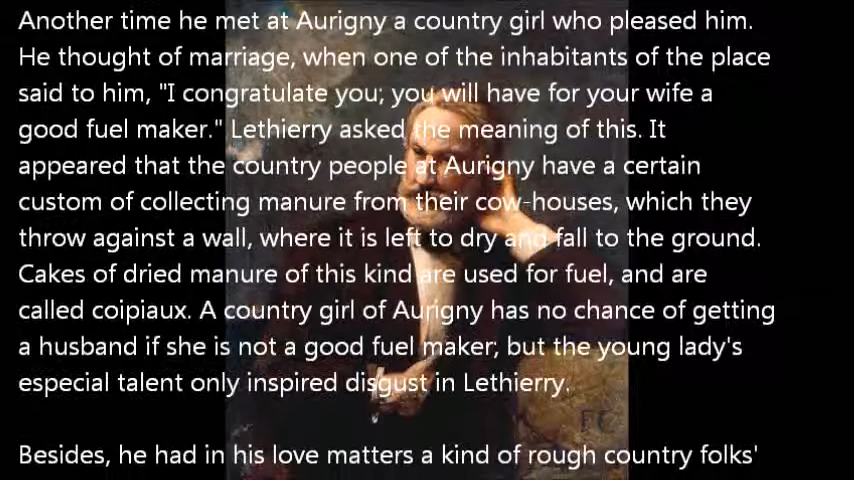 Another time he met at Aurigny a country girl who pleased him.
He thought of marriage, when one of the inhabitants of the place
said to him, "I congratulate you; you will have for your wife a
good fuel maker." Lethierry asked the meaning of this. It
appeared that the country people at Aurigny have a certain
custom of collecting manure from their cow-houses, which they
throw against a wall, where it is left to dry and fall to the ground.
Cakes of dried manure of this kind are used for fuel, and are
called coipiaux. A country girl of Aurigny has no chance of getting
a husband if she is not a good fuel maker; but the young lady's
especial talent only inspired disgust in Lethierry.
Besides, he had in his love matters a kind of rough country folks'